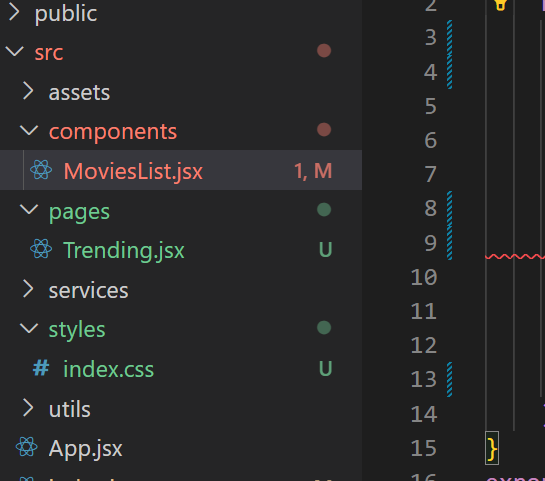 public
src
assets
components
MoviesList.jsx 1, M
pages
Trending.jsx U
services
styles
# index.css U
utils
App.jsx
2
3
4
5
6
7
8
9
10
11
12
13
14
15 }
16